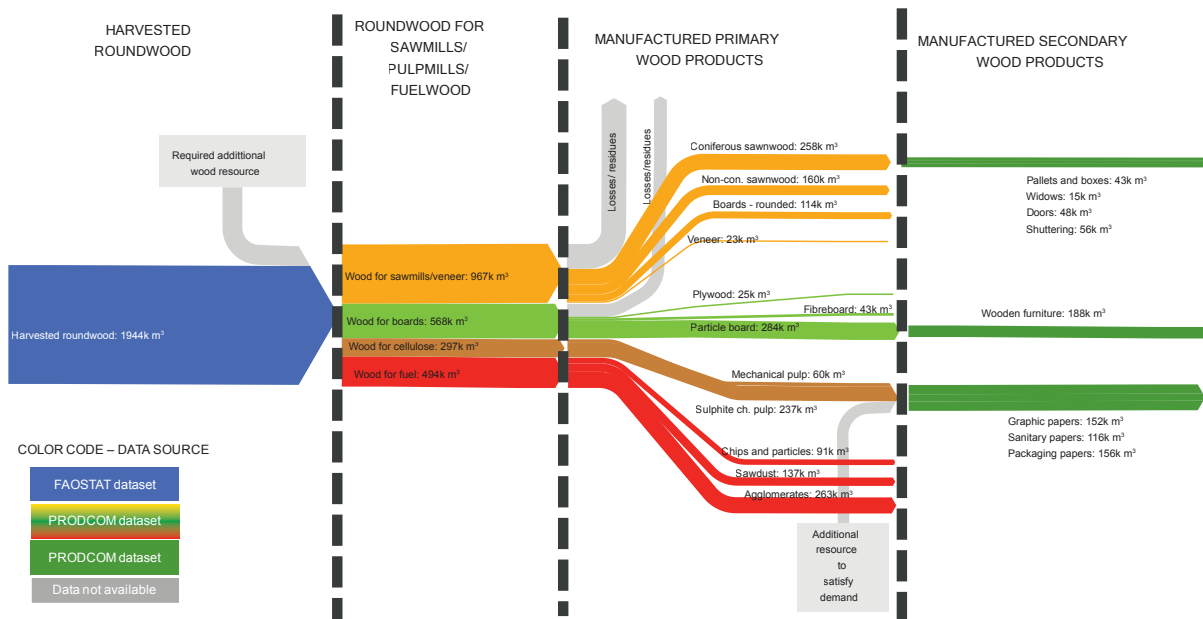 HARVESTED
ROUNDWOOD
ROUNDWOOD FOR
SAWMILLS/
PULPMILLS/
FUELWOOD
MANUFACTURED PRIMARY
WOOD PRODUCTS
MANUFACTURED SECONDARY
WOOD PRODUCTS
Required addittional
wood resource
Harvested roundwood: 1944k m³
Wood for sawmills/veneer: 967k m³
Wood for boards: 568k m³
Wood for cellulose: 297k m³
Wood for fuel: 494k m³
Losses/ residues
Losses/residues
Coniferous sawnwood: 258k m³
Non-con. sawnwood: 160k m³
Boards - rounded: 114k m³
Veneer: 23k m³
Plywood: 25k m³
Fibreboard: 43k m³
Particle board: 284k m³
Mechanical pulp: 60k m³
Sulphite ch. pulp: 237k m³
Chips and particles: 91k m³
Sawdust: 137k m³
Agglomerates: 263k m³
Additional
resource
to
satisfy
demand
Pallets and boxes: 43k m³
Widows: 15k m³
Doors: 48k m³
Shuttering: 56k m³
Wooden furniture: 188k m³
Graphic papers: 152k m³
Sanitary papers: 116k m³
Packaging papers: 156k m³
COLOR CODE – DATA SOURCE
FAOSTAT dataset
PRODCOM dataset
PRODCOM dataset
Data not available